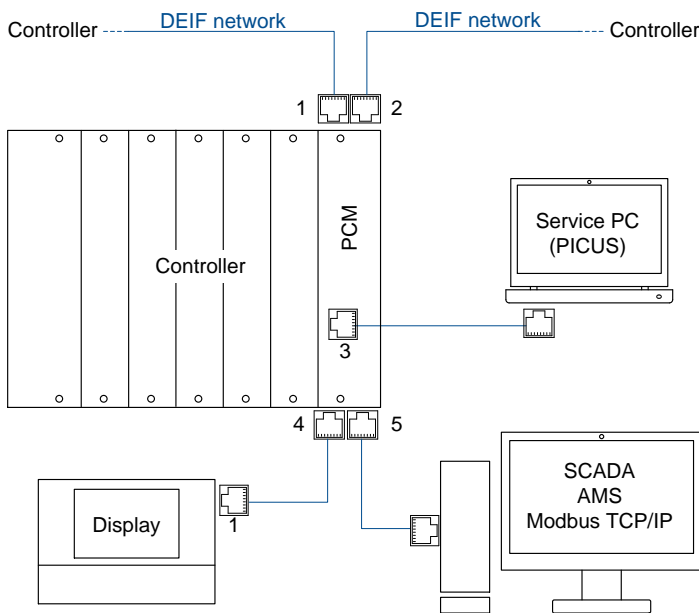 Controller
DEIF network
DEIF network
Controller
1
2
PCM
Controller
Service PC
(PICUS)
3
4
5
Display
1
SCADA
AMS
Modbus TCP/IP